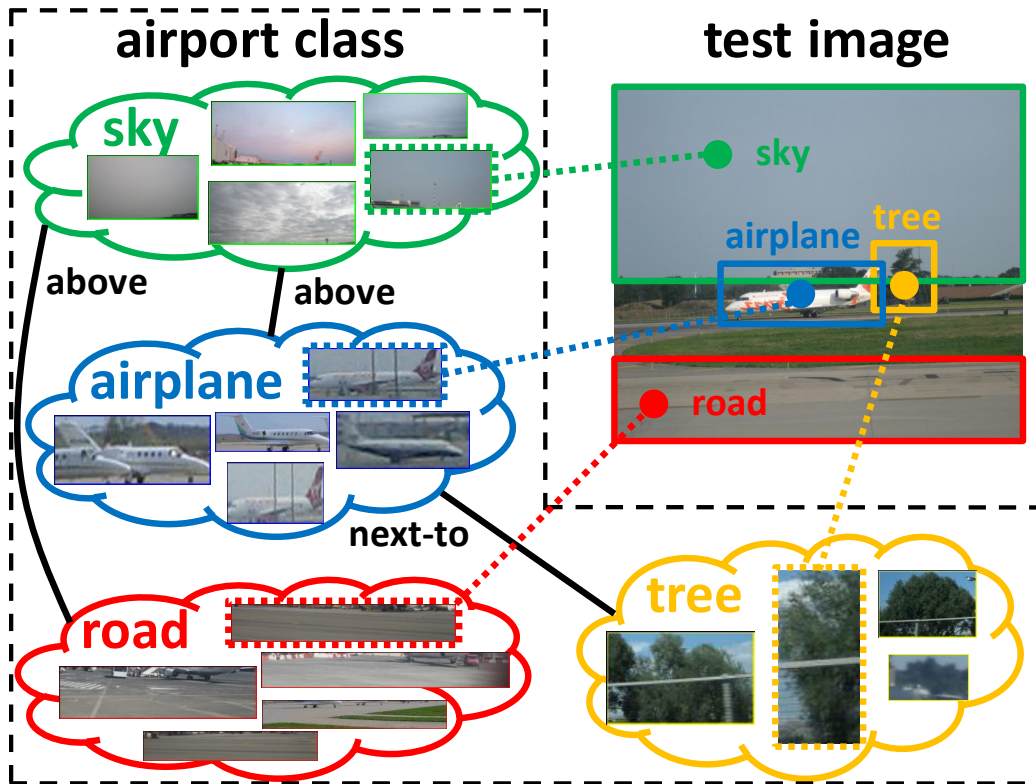 airport class
test image
sky
sky
tree
airplane
above
above
airplane
road
next-to
road
tree